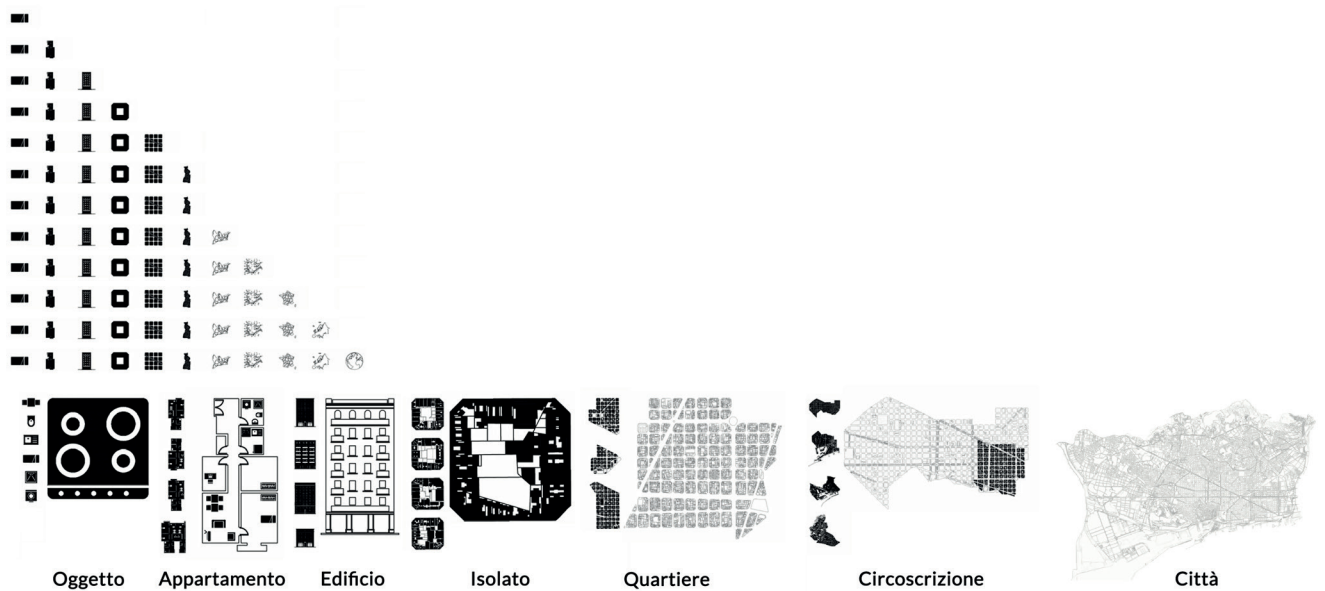 Oggetto
Appartamento
Edificio
Isolato
Quartiere
Circoscrizione
Città